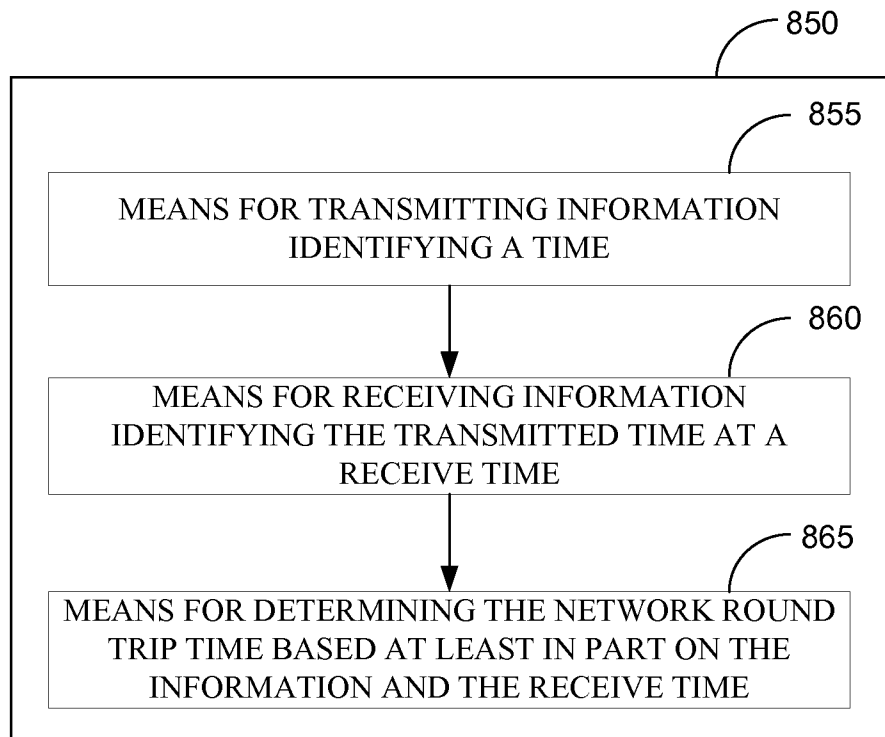 850
855
MEANS FOR TRANSMITTING INFORMATION
IDENTIFYING A TIME
860
MEANS FOR RECEIVING INFORMATION
IDENTIFYING THE TRANSMITTED TIME AT A
RECEIVE TIME
865
MEANS FOR DETERMINING THE NETWORK ROUND
TRIP TIME BASED AT LEAST IN PART ON THE
INFORMATION AND THE RECEIVE TIME